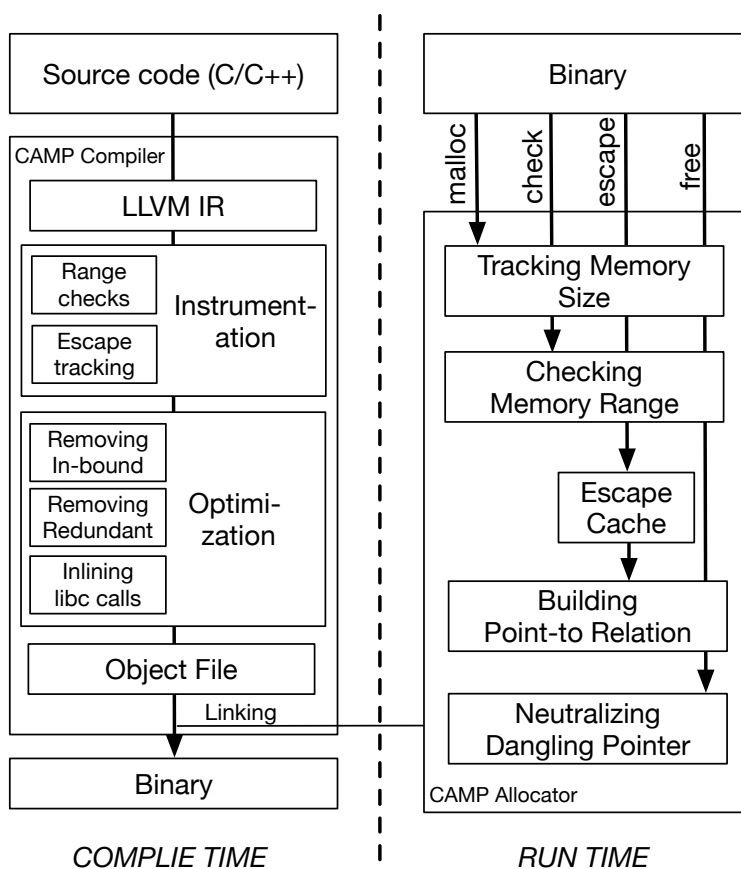 Source code (C/C++)
CAMP Compiler
LLVM IR
Range
checks
Escape
tracking
Instrument-
ation
Removing
In-bound
Removing
Redundant
Inlining
libc calls
Optimi-
zation
Object File
Linking
Binary
COMPLIE TIME
Binary
malloc
check
escape
free
Tracking Memory
Size
Checking
Memory Range
Escape
Cache
Building
Point-to Relation
Neutralizing
Dangling Pointer
CAMP Allocator
RUN TIME